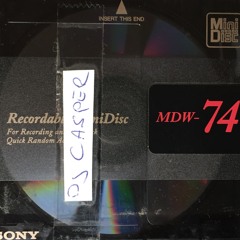 INSERT THIS END
Mini
Disc
DJ CASPER
Recordable MiniDisc
MDW-74
For Recording and
Quick Random
SONY